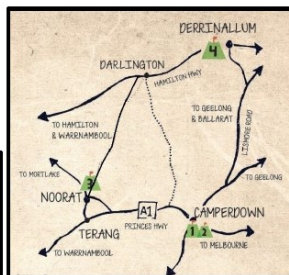 DERRINALLUM
4
DARLINGTON
HAMILTON HWY
TO GEELONG
& BALLARAT
LISMORE ROAD
TO HAMILTON
& WARRNAMBOOL
TO MORTLAKE
3
NOORAT
TO GEELONG
A1
CAMPERDOWN
PRINCES HWY
1 2
TERANG
TO MELBOURNE
TO WARRNAMBOOL